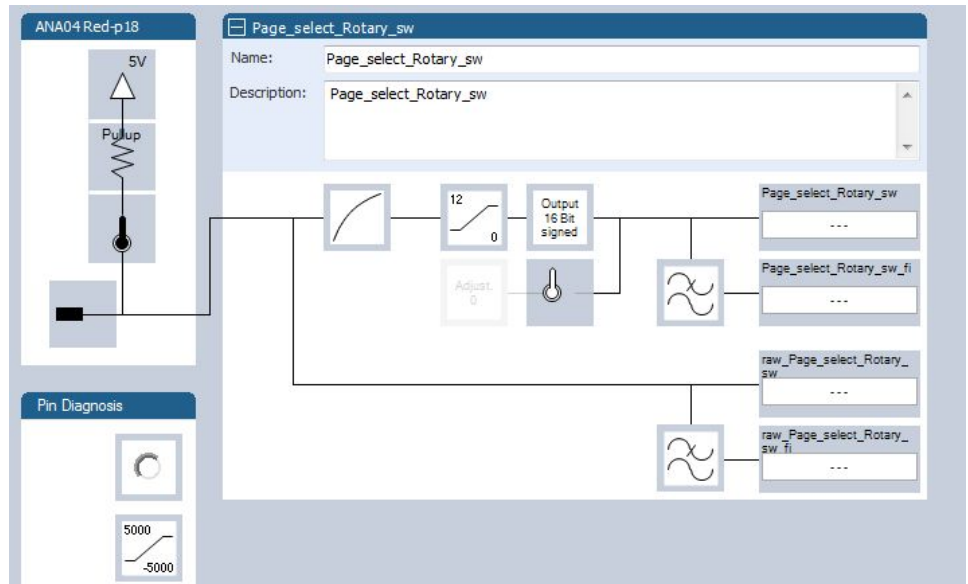 ANA04 Red-p18
5V
Pullup
Page_select_Rotary_sw
Name:
Page_select_Rotary_sw
Description:
Page_select_Rotary_sw
12
0
Output
16 Bit
signed
Adjust.
0
Page_select_Rotary_sw
---
Page_select_Rotary_sw_fi
---
raw_Page_select_Rotary_
sw
---
raw_Page_select_Rotary_
sw_fi
---
Pin Diagnosis
5000
-5000